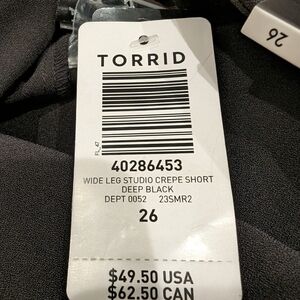 TORRID
FL_47
40286453
WIDE LEG STUDIO CREPE SHORT
DEEP BLACK
DEPT 0052 23SMR2
26
$49.50 USA
$62.50 CAN
26